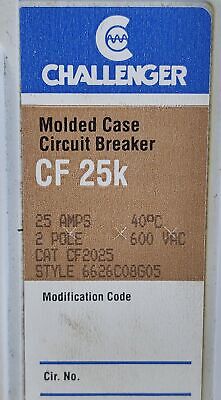 CHALLENGER
Molded Case
Circuit Breaker
CF 25k
25 AMPS 40ºC
2 POLE 600 VAC
CAT CF2025
STYLE 6626C08G05
Modification Code
Cir. No.